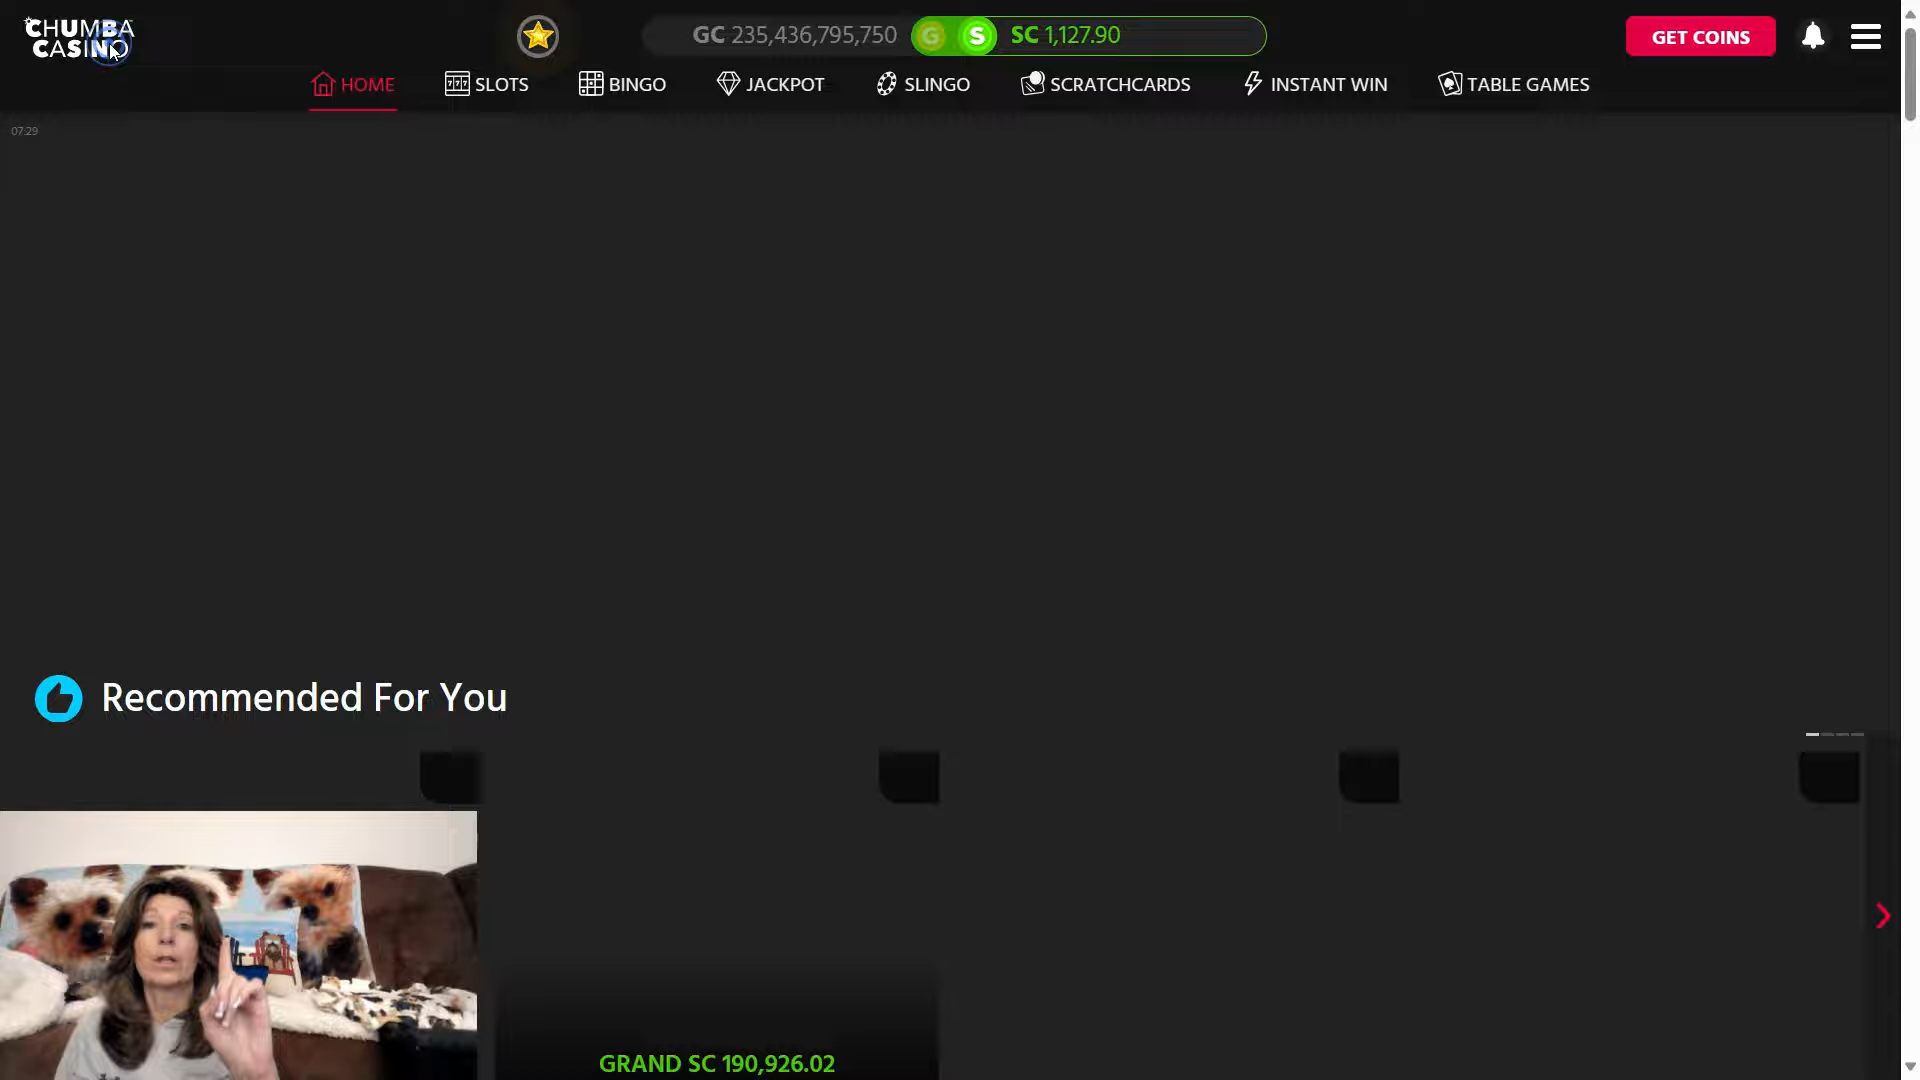 CHUMBA
CASINO
GC 235,436,795,750
G
S
SC 1,127.90
GET COINS
HOME
SLOTS
BINGO
JACKPOT
SLINGO
SCRATCHCARDS
INSTANT WIN
TABLE GAMES
07:29
Recommended For You
GRAND SC 190,926.02